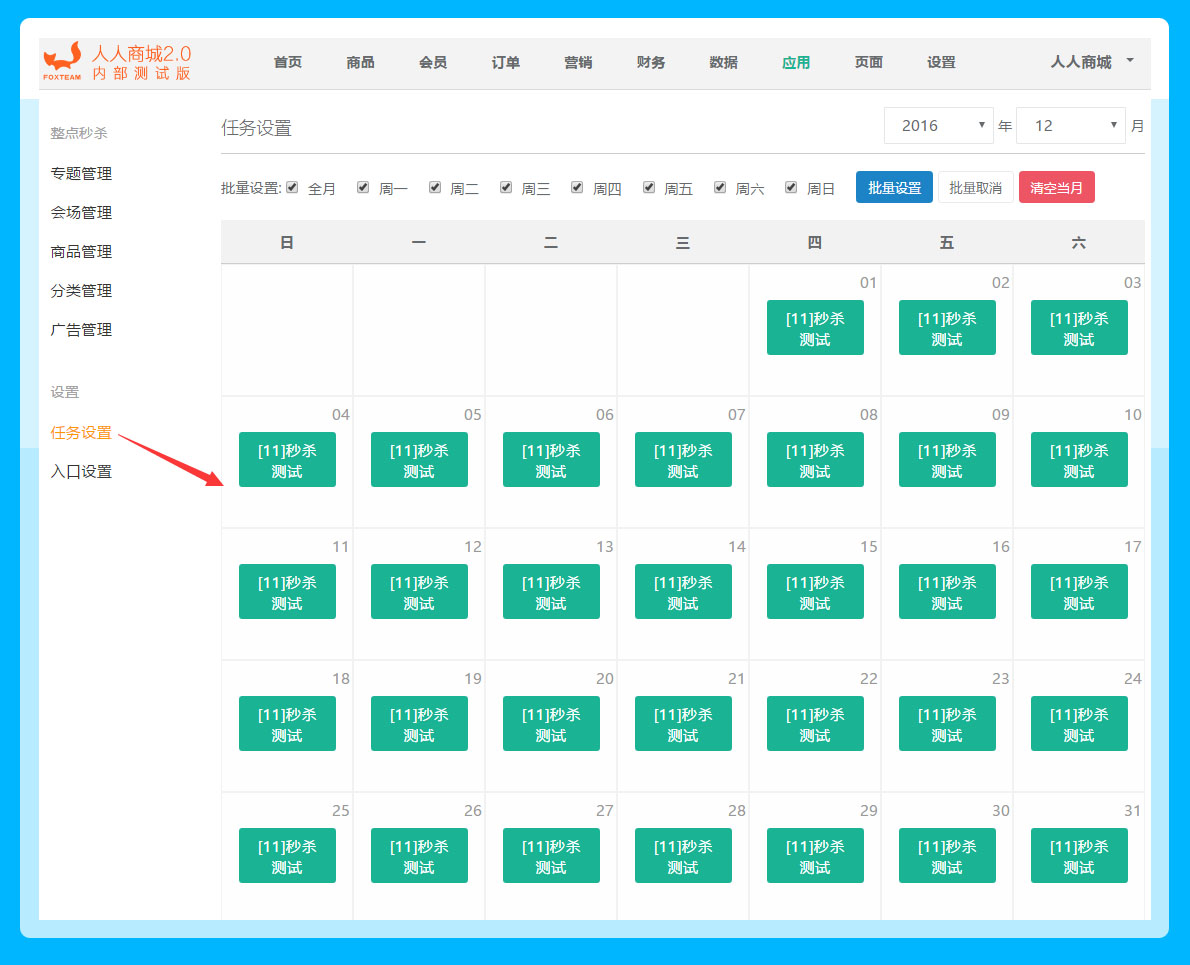 人人商城2.0
内部测试版
FOXTEAM
首页 商品 会员 订单 营销 财务 数据 应用 页面 设置 人人商城
整点秒杀
专题管理
会场管理
商品管理
分类管理
广告管理
设置
任务设置
入口设置
任务设置 2016 年 12 月
批量设置: 全月 周一 周二 周三 周四 周五 周六 周日 批量设置 批量取消 清空当月
日 一 二 三 四 五 六
01 02 03
[11]秒杀 [11]秒杀 [11]秒杀
测试 测试 测试
04 05 06 07 08 09 10
[11]秒杀 [11]秒杀 [11]秒杀 [11]秒杀 [11]秒杀 [11]秒杀 [11]秒杀
测试 测试 测试 测试 测试 测试 测试
11 12 13 14 15 16 17
[11]秒杀 [11]秒杀 [11]秒杀 [11]秒杀 [11]秒杀 [11]秒杀 [11]秒杀
测试 测试 测试 测试 测试 测试 测试
18 19 20 21 22 23 24
[11]秒杀 [11]秒杀 [11]秒杀 [11]秒杀 [11]秒杀 [11]秒杀 [11]秒杀
测试 测试 测试 测试 测试 测试 测试
25 26 27 28 29 30 31
[11]秒杀 [11]秒杀 [11]秒杀 [11]秒杀 [11]秒杀 [11]秒杀 [11]秒杀
测试 测试 测试 测试 测试 测试 测试